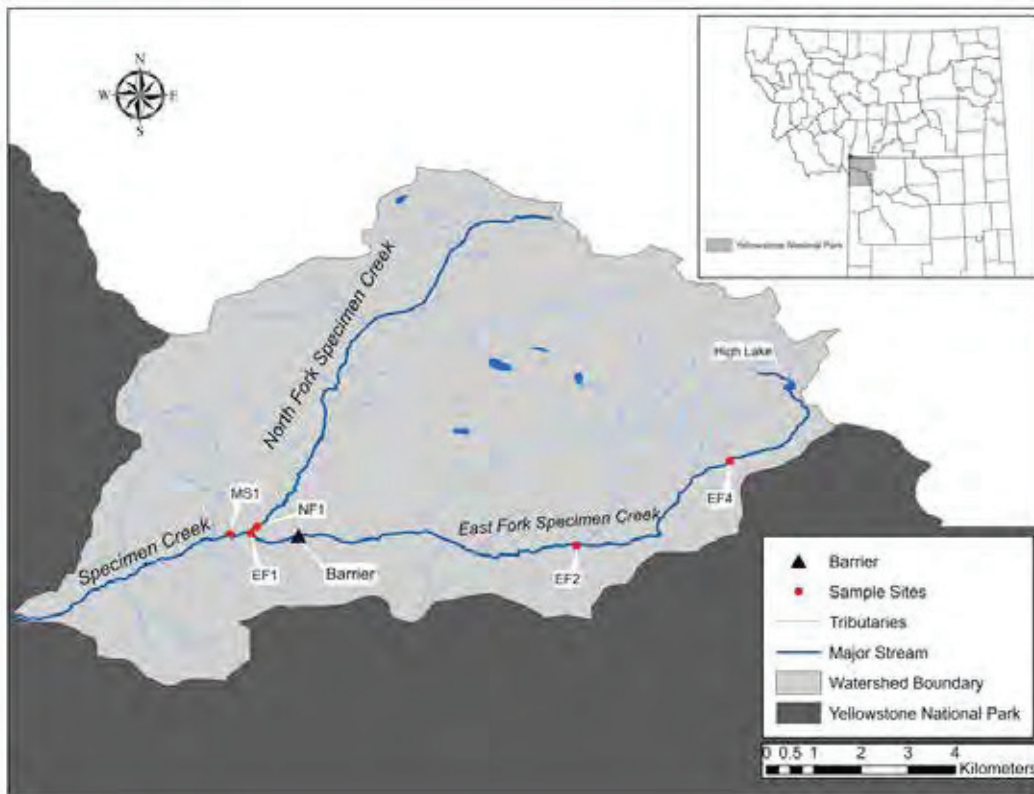 N
W E
S
Yellowstone National Park
North Fork Specimen Creek
High Lake
MS1
NF1
EF4
Specimen Creek
East Fork Specimen Creek
EF1
Barrier
EF2
Barrier
Sample Sites
Tributaries
Major Stream
Watershed Boundary
Yellowstone National Park
0 0.5 1 2 3 4
Kilometers